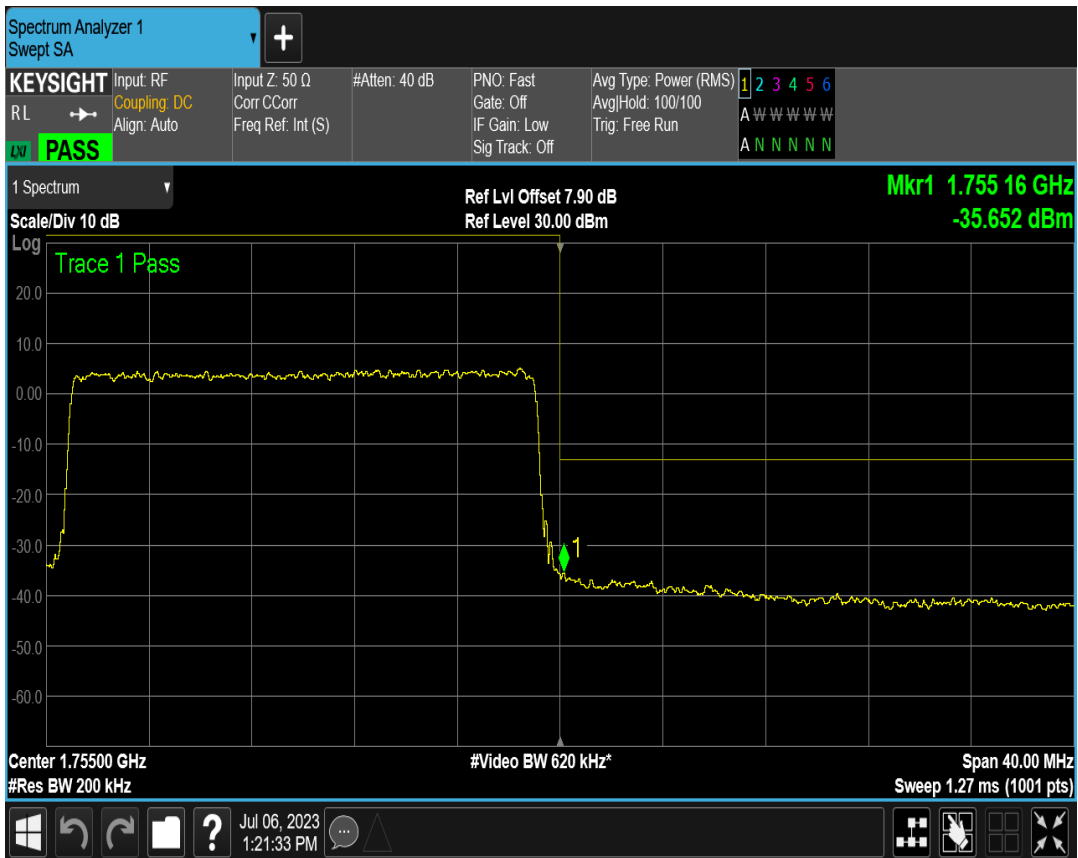 Spectrum Analyzer 1
Swept SA
+
KEYSIGHT
RL
LXI PASS
Input: RF
Coupling: DC
Align: Auto
Input Z: 50 Ω
Corr CCorr
Freq Ref: Int (S)
#Atten: 40 dB
PNO: Fast
Gate: Off
IF Gain: Low
Sig Track: Off
Avg Type: Power (RMS)
Avg|Hold: 100/100
Trig: Free Run
1 2 3 4 5 6
A W W W W W
A N N N N N
1 Spectrum
Scale/Div 10 dB
Ref Lvl Offset 7.90 dB
Ref Level 30.00 dBm
Mkr1 1.755 16 GHz
-35.652 dBm
Log
Trace 1 Pass
20.0
10.0
0.00
-10.0
-20.0
-30.0
-40.0
-50.0
-60.0
1
Center 1.75500 GHz
#Res BW 200 kHz
#Video BW 620 kHz*
Span 40.00 MHz
Sweep 1.27 ms (1001 pts)
?
Jul 06, 2023
1:21:33 PM